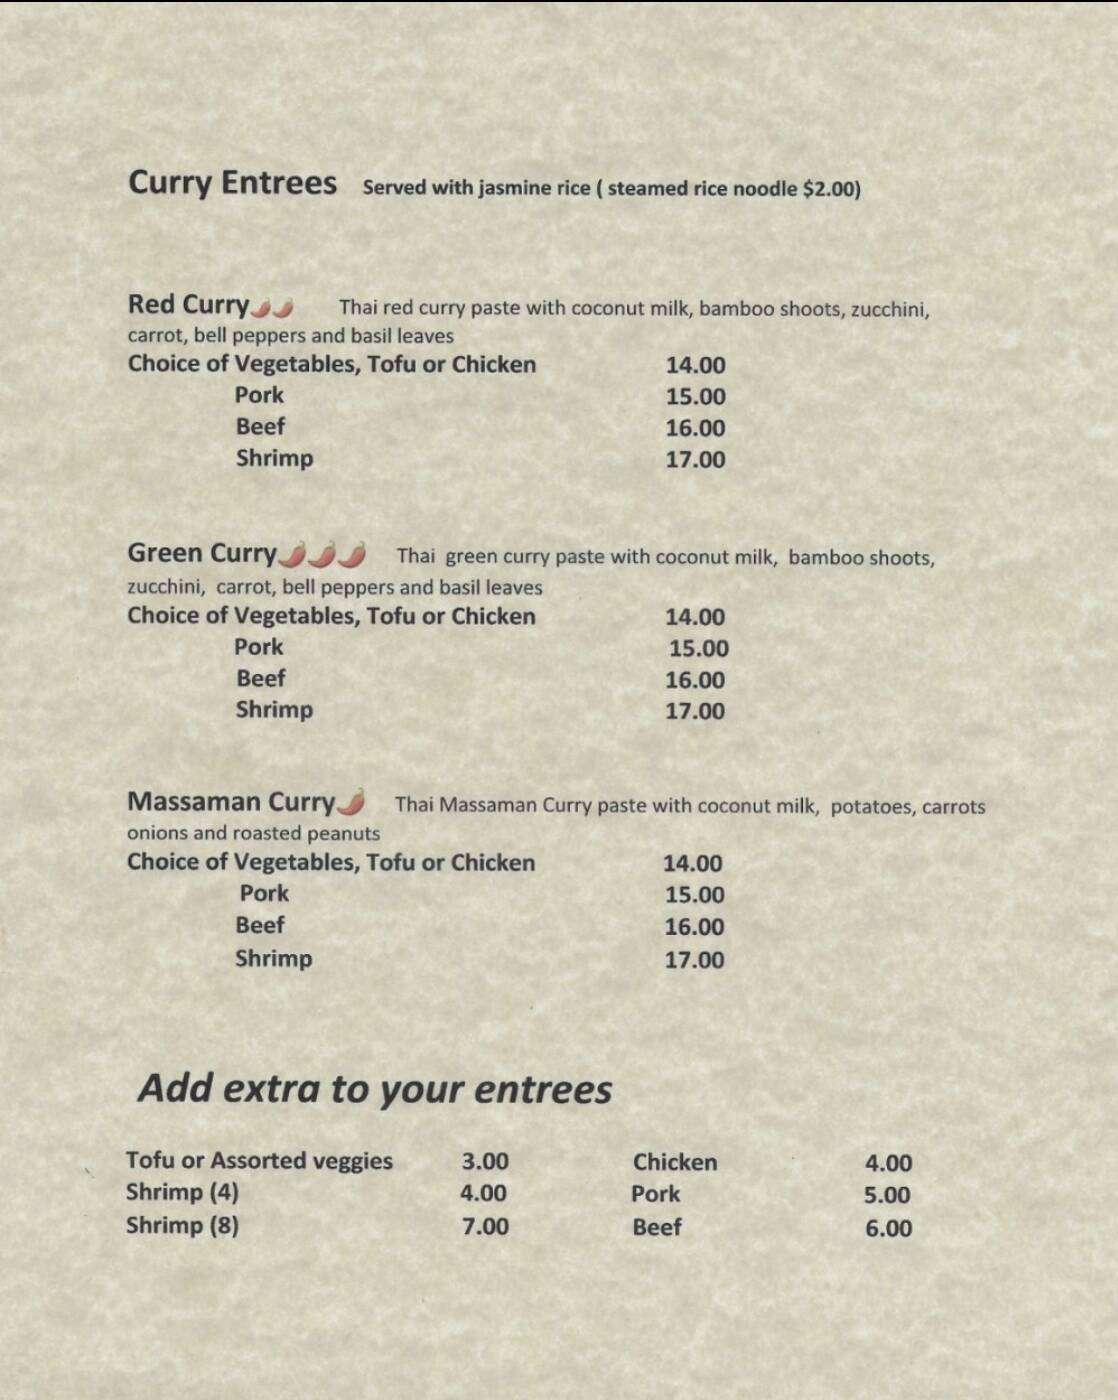 Curry Entrees Served with jasmine rice ( steamed rice noodle $2.00)
Red Curry🌶🌶 Thai red curry paste with coconut milk, bamboo shoots, zucchini,
carrot, bell peppers and basil leaves
Choice of Vegetables, Tofu or Chicken 14.00
Pork 15.00
Beef 16.00
Shrimp 17.00
Green Curry🌶🌶🌶 Thai green curry paste with coconut milk, bamboo shoots,
zucchini, carrot, bell peppers and basil leaves
Choice of Vegetables, Tofu or Chicken 14.00
Pork 15.00
Beef 16.00
Shrimp 17.00
Massaman Curry🌶 Thai Massaman Curry paste with coconut milk, potatoes, carrots
onions and roasted peanuts
Choice of Vegetables, Tofu or Chicken 14.00
Pork 15.00
Beef 16.00
Shrimp 17.00
Add extra to your entrees
Tofu or Assorted veggies 3.00 Chicken 4.00
Shrimp (4) 4.00 Pork 5.00
Shrimp (8) 7.00 Beef 6.00